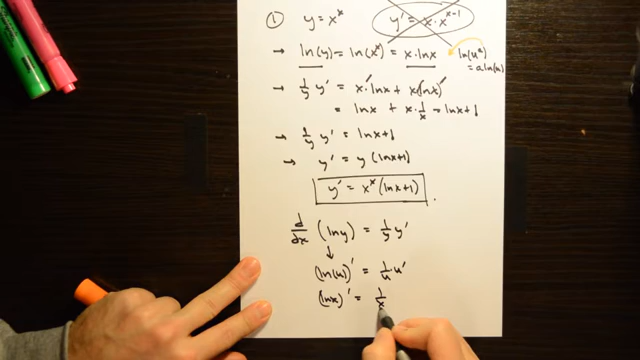 ① y = x^x y' = x · x^(x-1)
→ ln(y) = ln(x^x) = x · lnx ln(u^a) = a ln(u)
→ 1/y y' = x' · lnx + x · (lnx)'
= lnx + x · 1/x = lnx + 1
→ 1/y y' = lnx + 1
→ y' = y (lnx + 1)
y' = x^x (lnx + 1) .
d/dx (lny) = 1/y y'
↓
(ln(u))' = 1/u u'
(lnx)' = 1/x